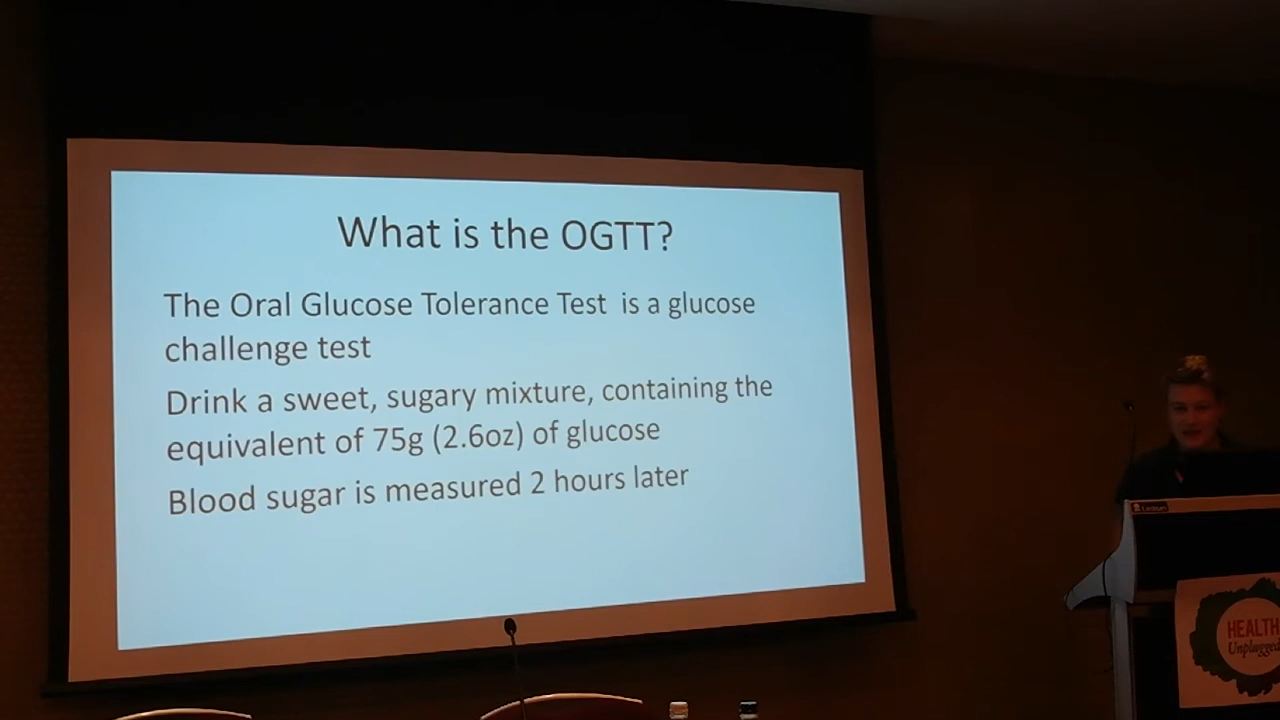 What is the OGTT?
The Oral Glucose Tolerance Test is a glucose
challenge test
Drink a sweet, sugary mixture, containing the
equivalent of 75g (2.6oz) of glucose
Blood sugar is measured 2 hours later
HEALTH
Unplugged